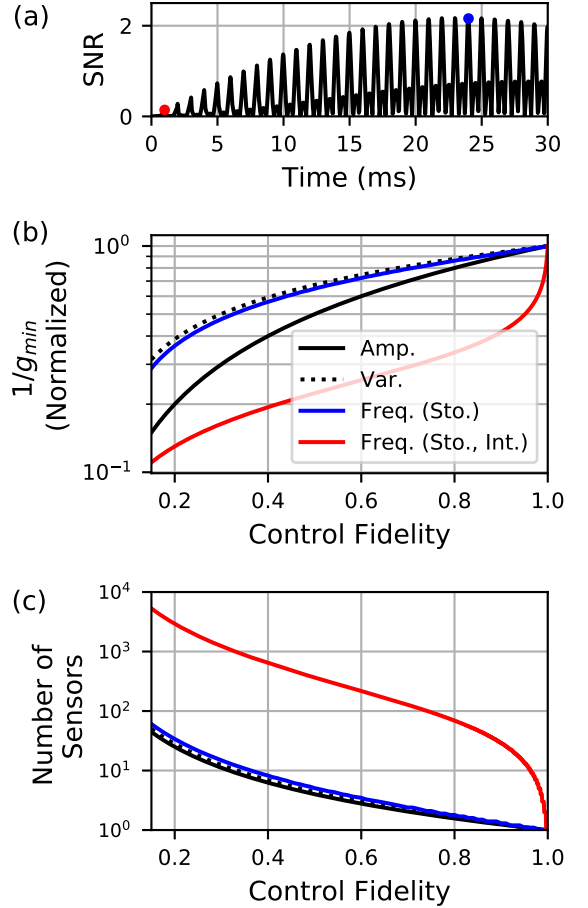 (a)
SNR
2
0
0 5 10 15 20 25 30
Time (ms)
(b)
1/g_min
(Normalized)
10^0
10^-1
Amp.
Var.
Freq. (Sto.)
Freq. (Sto., Int.)
0.2 0.4 0.6 0.8 1.0
Control Fidelity
(c)
Number of
Sensors
10^4
10^3
10^2
10^1
10^0
0.2 0.4 0.6 0.8 1.0
Control Fidelity